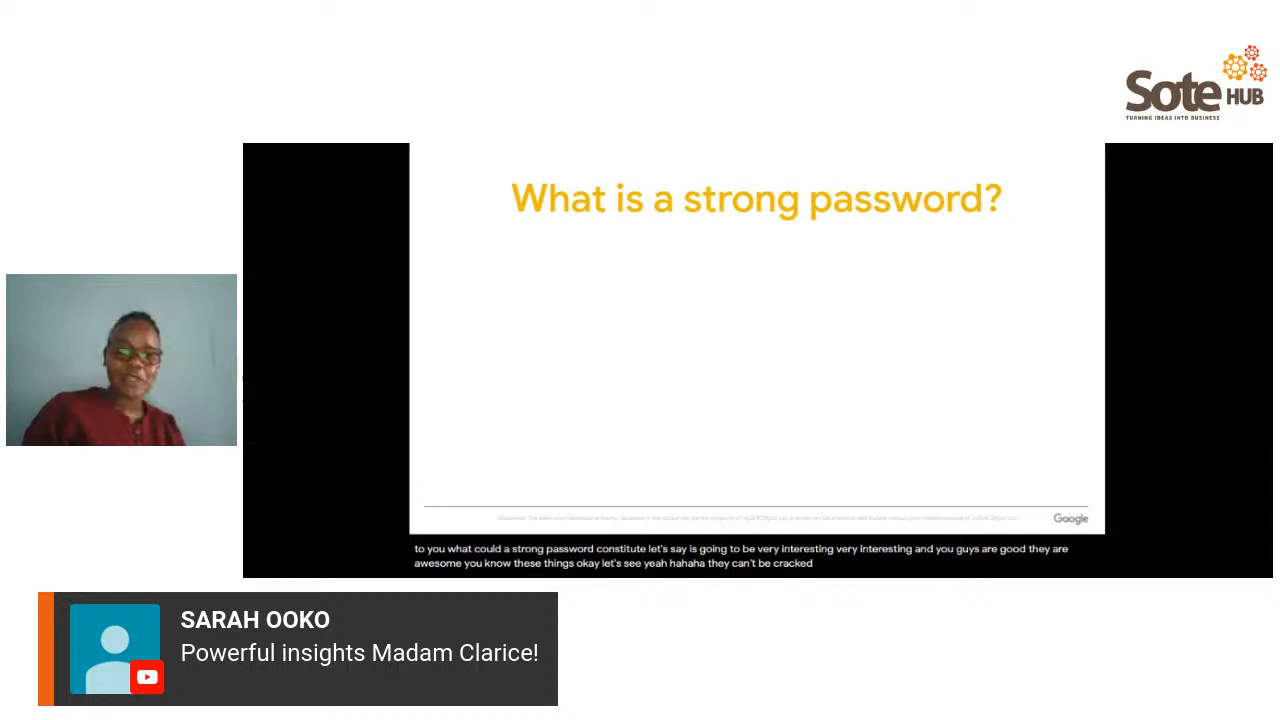 Sote HUB
TURNING IDEAS INTO BUSINESS
What is a strong password?
Google
to you what could a strong password constitute let's say is going to be very interesting very interesting and you guys are good they are
awesome you know these things okay let's see yeah hahaha they can't be cracked
SARAH OOKO
Powerful insights Madam Clarice!